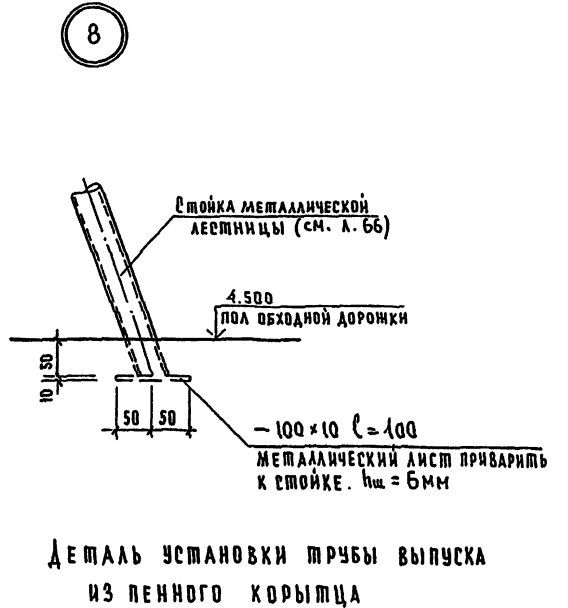 8
Стойка металлической
лестницы (см. л. 66)
4.500
пол обходной дорожки
50
10
50 50
— 100×10 ℓ=100
металлический лист приварить
к стойке. hш = 6мм
Деталь установки трубы выпуска
из пенного корытца